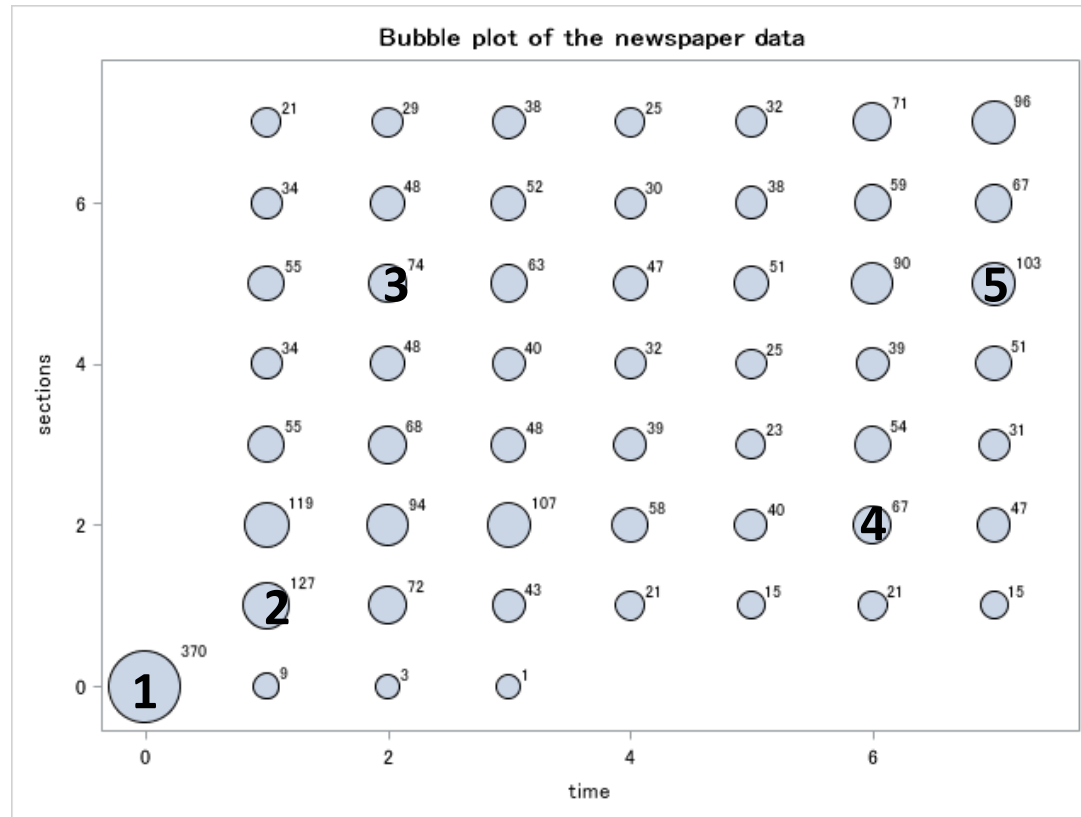 Bubble plot of the newspaper data
21 29 38 25 32 71 96
6 34 48 52 30 38 59 67
55 3 74 63 47 51 90 5 103
4 34 48 40 32 25 39 51
sections
55 68 48 39 23 54 31
2 119 94 107 58 40 4 67 47
2 127 72 43 21 15 21 15
0 1 370 9 3 1
0 2 4 6
time